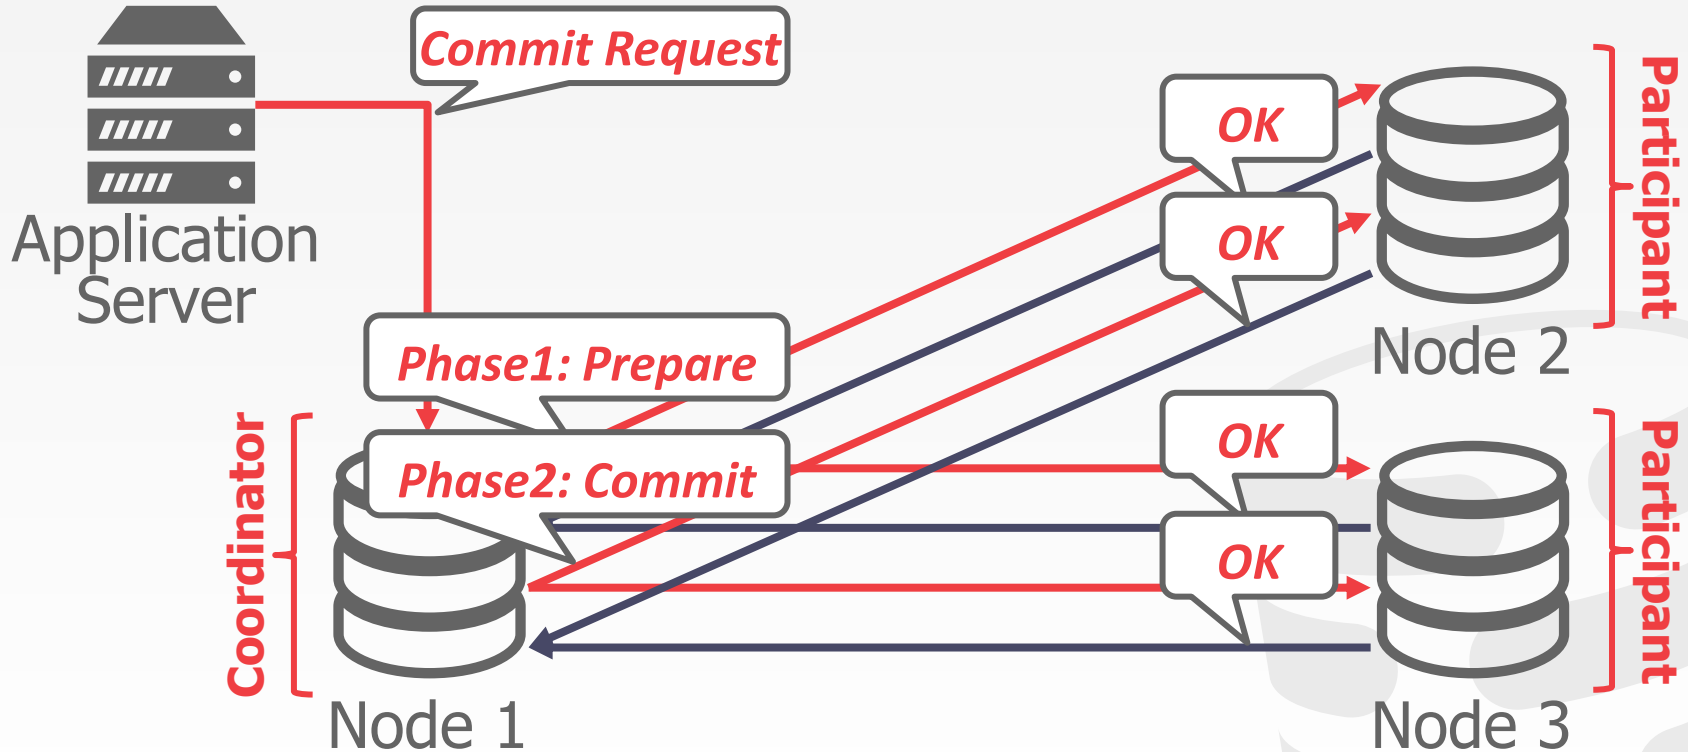 Commit Request
OK
Participant
OK
Application
Server
Phase1: Prepare
Node 2
Coordinator
OK
Participant
Phase2: Commit
OK
Node 1
Node 3